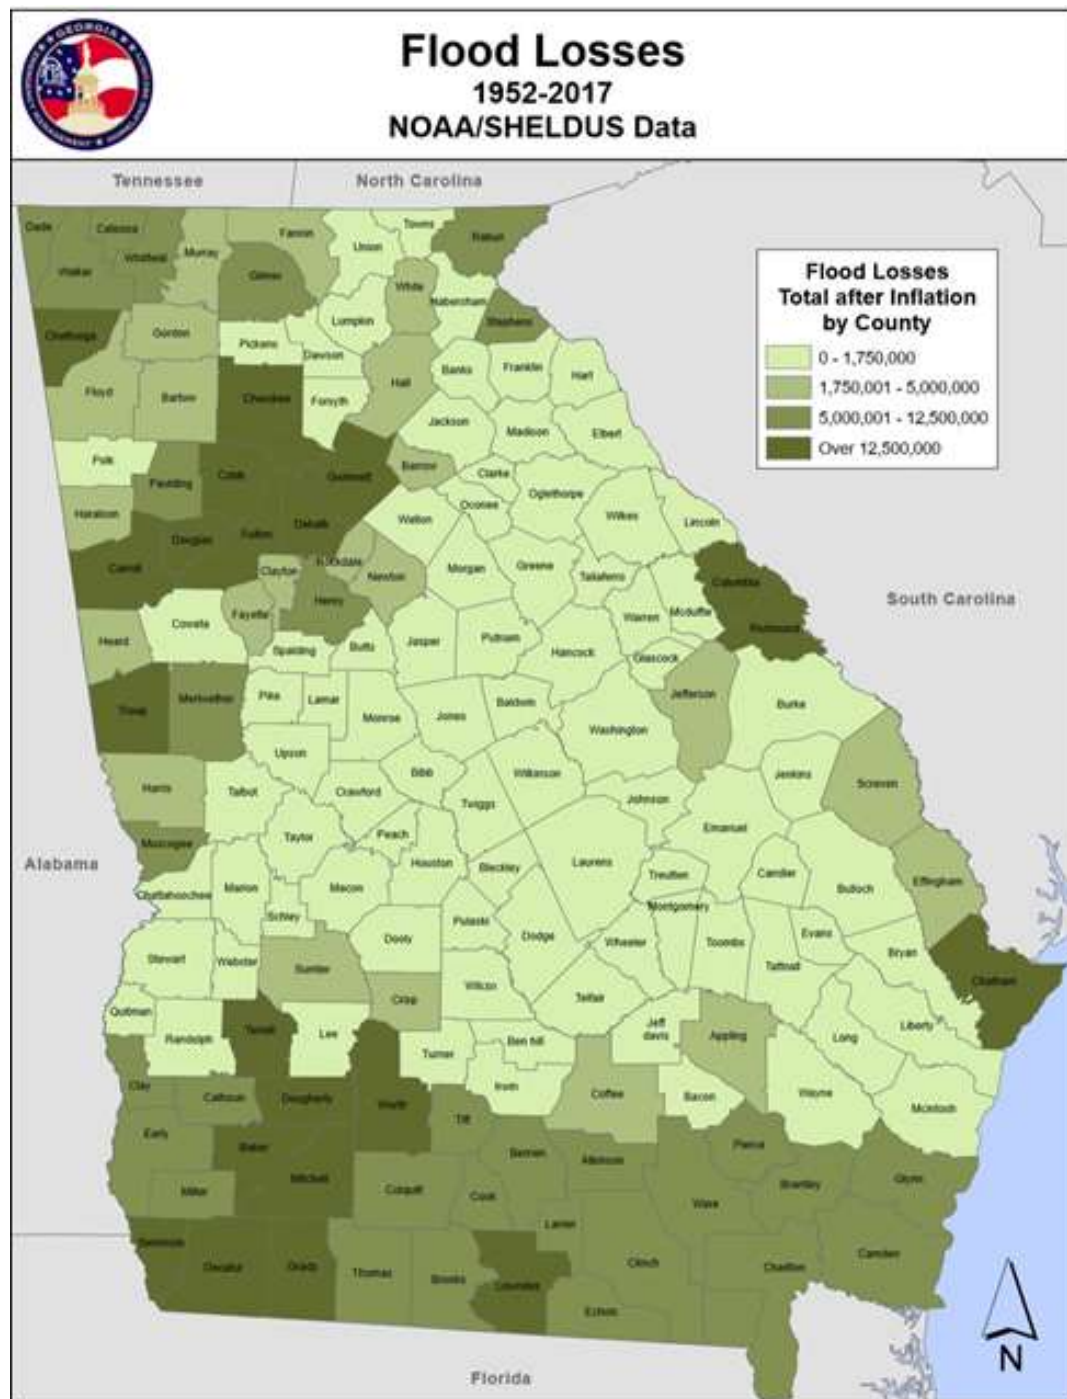 Flood Losses
1952-2017
NOAA/SHELDUS Data
Tennessee
North Carolina
Flood Losses
Total after Inflation
by County
0 - 1,750,000
1,750,001 - 5,000,000
5,000,001 - 12,500,000
Over 12,500,000
South Carolina
Alabama
Florida
N
Dade
Catoosa
Walker
Whitfield
Murray
Fannin
Gilmer
Union
Towns
Rabun
White
Habersham
Stephens
Lumpkin
Chattooga
Gordon
Pickens
Dawson
Floyd
Bartow
Cherokee
Forsyth
Hall
Banks
Franklin
Hart
Jackson
Madison
Elbert
Polk
Paulding
Cobb
Gwinnett
Barrow
Clarke
Oconee
Oglethorpe
Wilkes
Lincoln
Haralson
Douglas
Fulton
Dekalb
Walton
Carroll
Clayton
Rockdale
Newton
Morgan
Greene
Taliaferro
Columbia
Richmond
Henry
Fayette
Coweta
Heard
Spalding
Butts
Jasper
Putnam
Hancock
Warren
Mcduffie
Glascock
Jefferson
Burke
Troup
Meriwether
Pike
Lamar
Monroe
Jones
Baldwin
Washington
Upson
Bibb
Wilkinson
Jenkins
Screven
Harris
Talbot
Crawford
Twiggs
Johnson
Emanuel
Muscogee
Taylor
Peach
Houston
Bleckley
Laurens
Treutlen
Candler
Bulloch
Effingham
Chattahoochee
Marion
Macon
Schley
Pulaski
Dodge
Montgomery
Wheeler
Toombs
Tattnall
Evans
Bryan
Chatham
Stewart
Webster
Sumter
Dooly
Crisp
Wilcox
Telfair
Jeff
davis
Appling
Long
Liberty
Quitman
Randolph
Terrell
Lee
Turner
Ben hill
Irwin
Coffee
Bacon
Wayne
Mcintosh
Clay
Calhoun
Dougherty
Worth
Tift
Early
Baker
Mitchell
Colquitt
Cook
Berrien
Atkinson
Pierce
Brantley
Glynn
Miller
Lanier
Ware
Clinch
Charlton
Camden
Seminole
Decatur
Grady
Thomas
Brooks
Lowndes
Echols